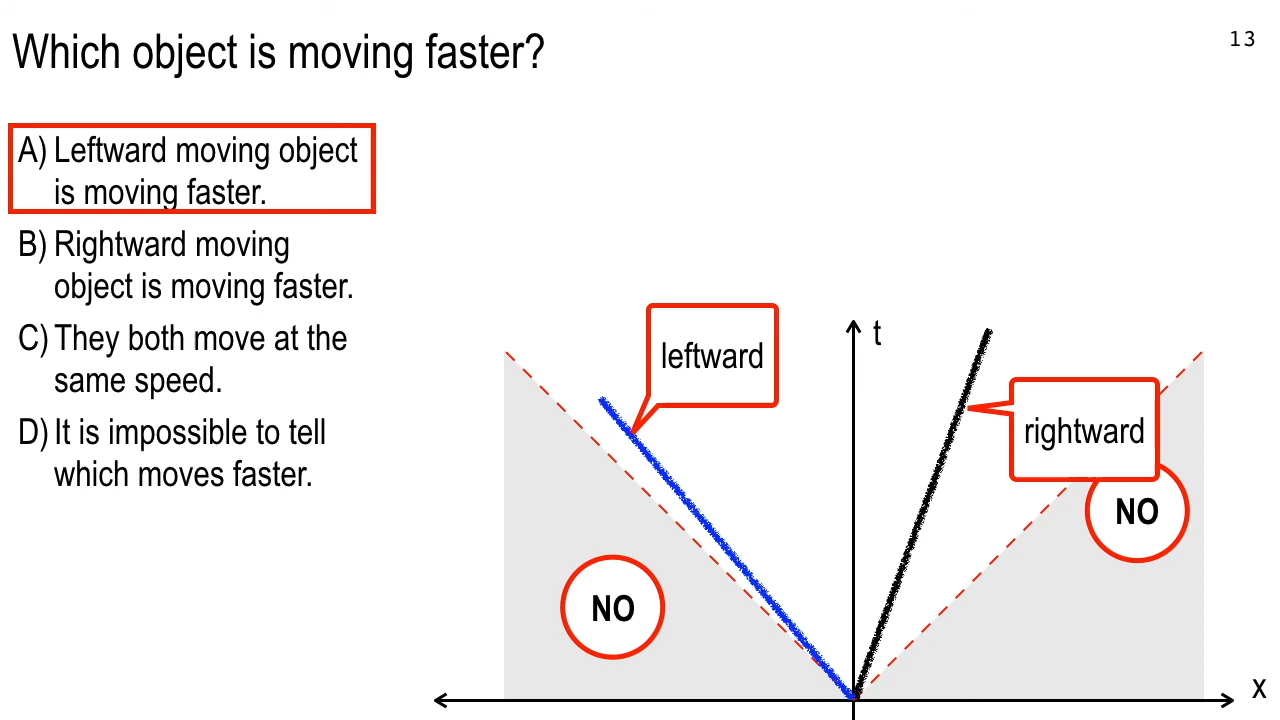 Which object is moving faster?
13
A) Leftward moving object
is moving faster.
B) Rightward moving
object is moving faster.
C) They both move at the
same speed.
D) It is impossible to tell
which moves faster.
leftward
t
rightward
NO
NO
x